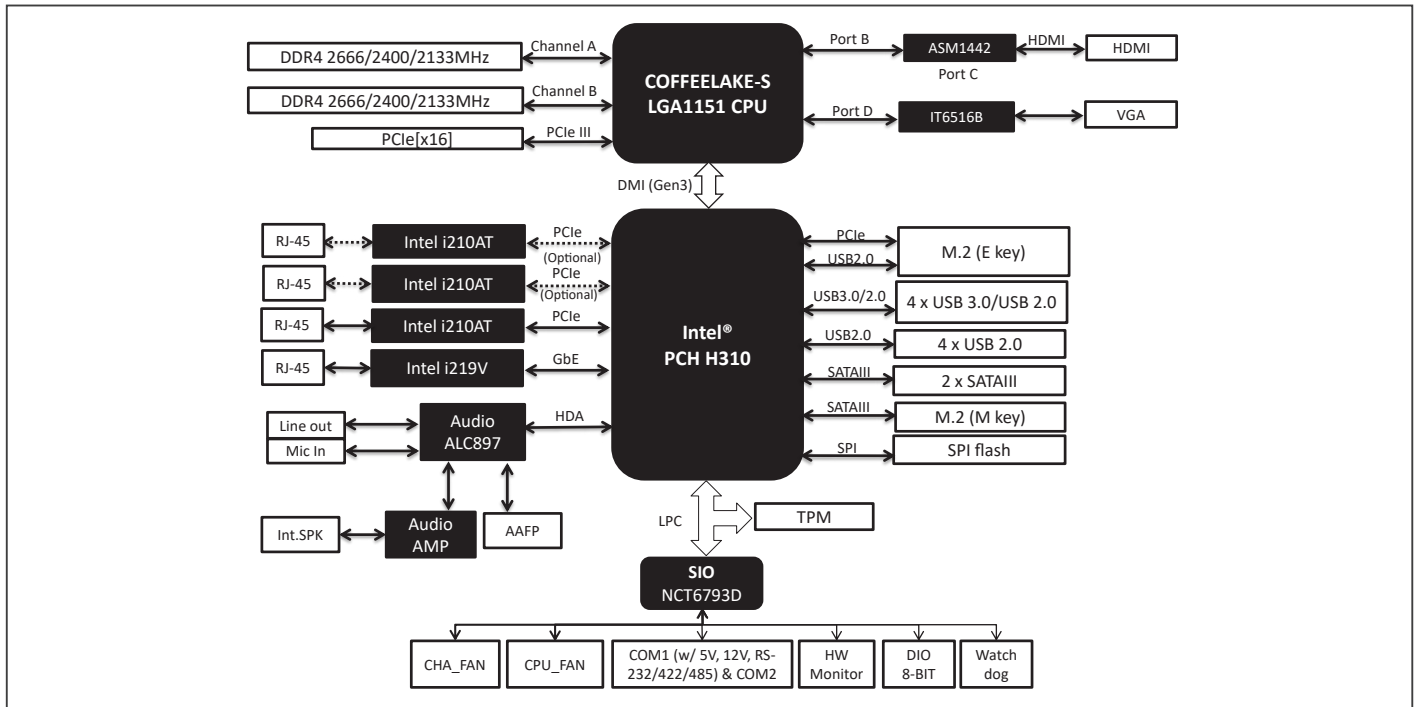 DDR4 2666/2400/2133MHz
Channel A
DDR4 2666/2400/2133MHz
Channel B
PCIe[x16]
PCIe III
COFFEELAKE-S
LGA1151 CPU
Port B
ASM1442
HDMI
HDMI
Port C
Port D
IT6516B
VGA
DMI (Gen3)
RJ-45
Intel i210AT
PCIe
(Optional)
RJ-45
Intel i210AT
PCIe
(Optional)
RJ-45
Intel i210AT
PCIe
RJ-45
Intel i219V
GbE
Line out
Mic In
Audio
ALC897
HDA
Int.SPK
Audio
AMP
AAFP
Intel®
PCH H310
PCIe
USB2.0
M.2 (E key)
USB3.0/2.0
4 x USB 3.0/USB 2.0
USB2.0
4 x USB 2.0
SATAIII
2 x SATAIII
SATAIII
M.2 (M key)
SPI
SPI flash
LPC
TPM
SIO
NCT6793D
CHA_FAN
CPU_FAN
COM1 (w/ 5V, 12V, RS-
232/422/485) & COM2
HW
Monitor
DIO
8-BIT
Watch
dog